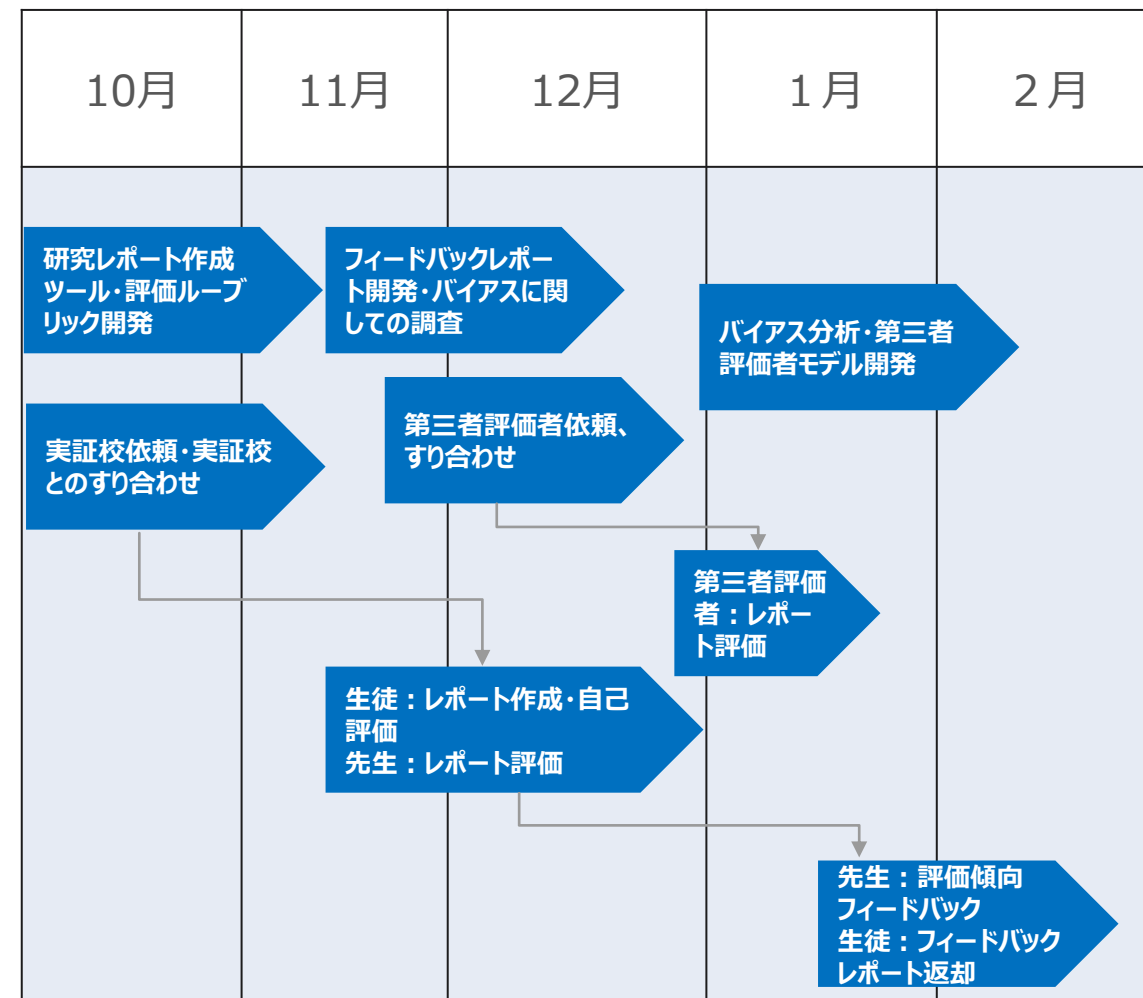 10月
11月
12月
１月
２月
研究レポート作成
ツール・評価ルーブ
リック開発
フィードバックレポー
ト開発・バイアスに関
しての調査
バイアス分析・第三者
評価者モデル開発
実証校依頼・実証校
とのすり合わせ
第三者評価者依頼、
すり合わせ
第三者評価
者：レポー
ト評価
生徒：レポート作成・自己
評価
先生：レポート評価
先生：評価傾向
フィードバック
生徒：フィードバック
レポート返却